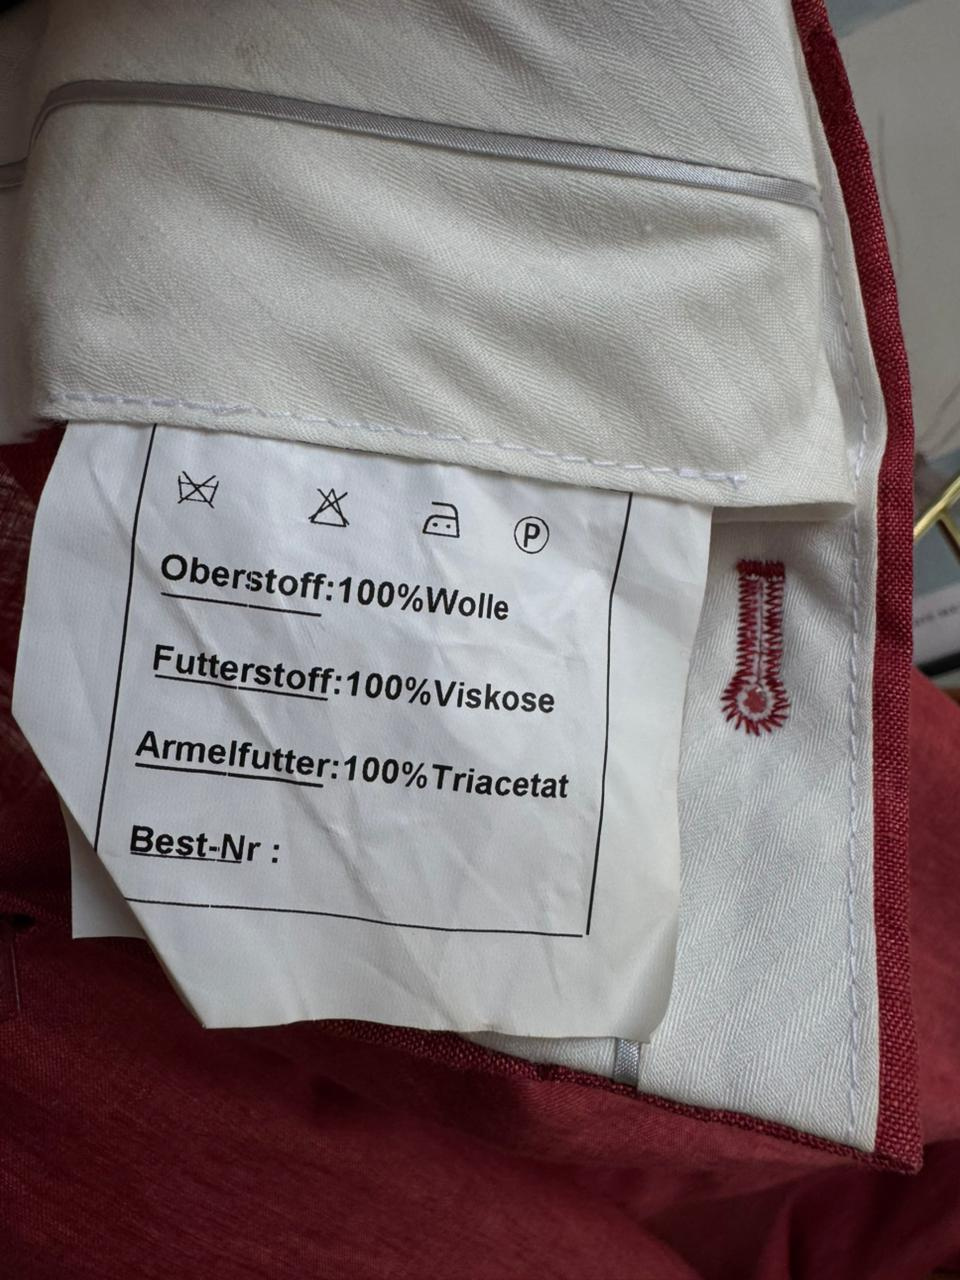 P
Oberstoff:100%Wolle
Futterstoff:100%Viskose
Armelfutter:100%Triacetat
Best-Nr :